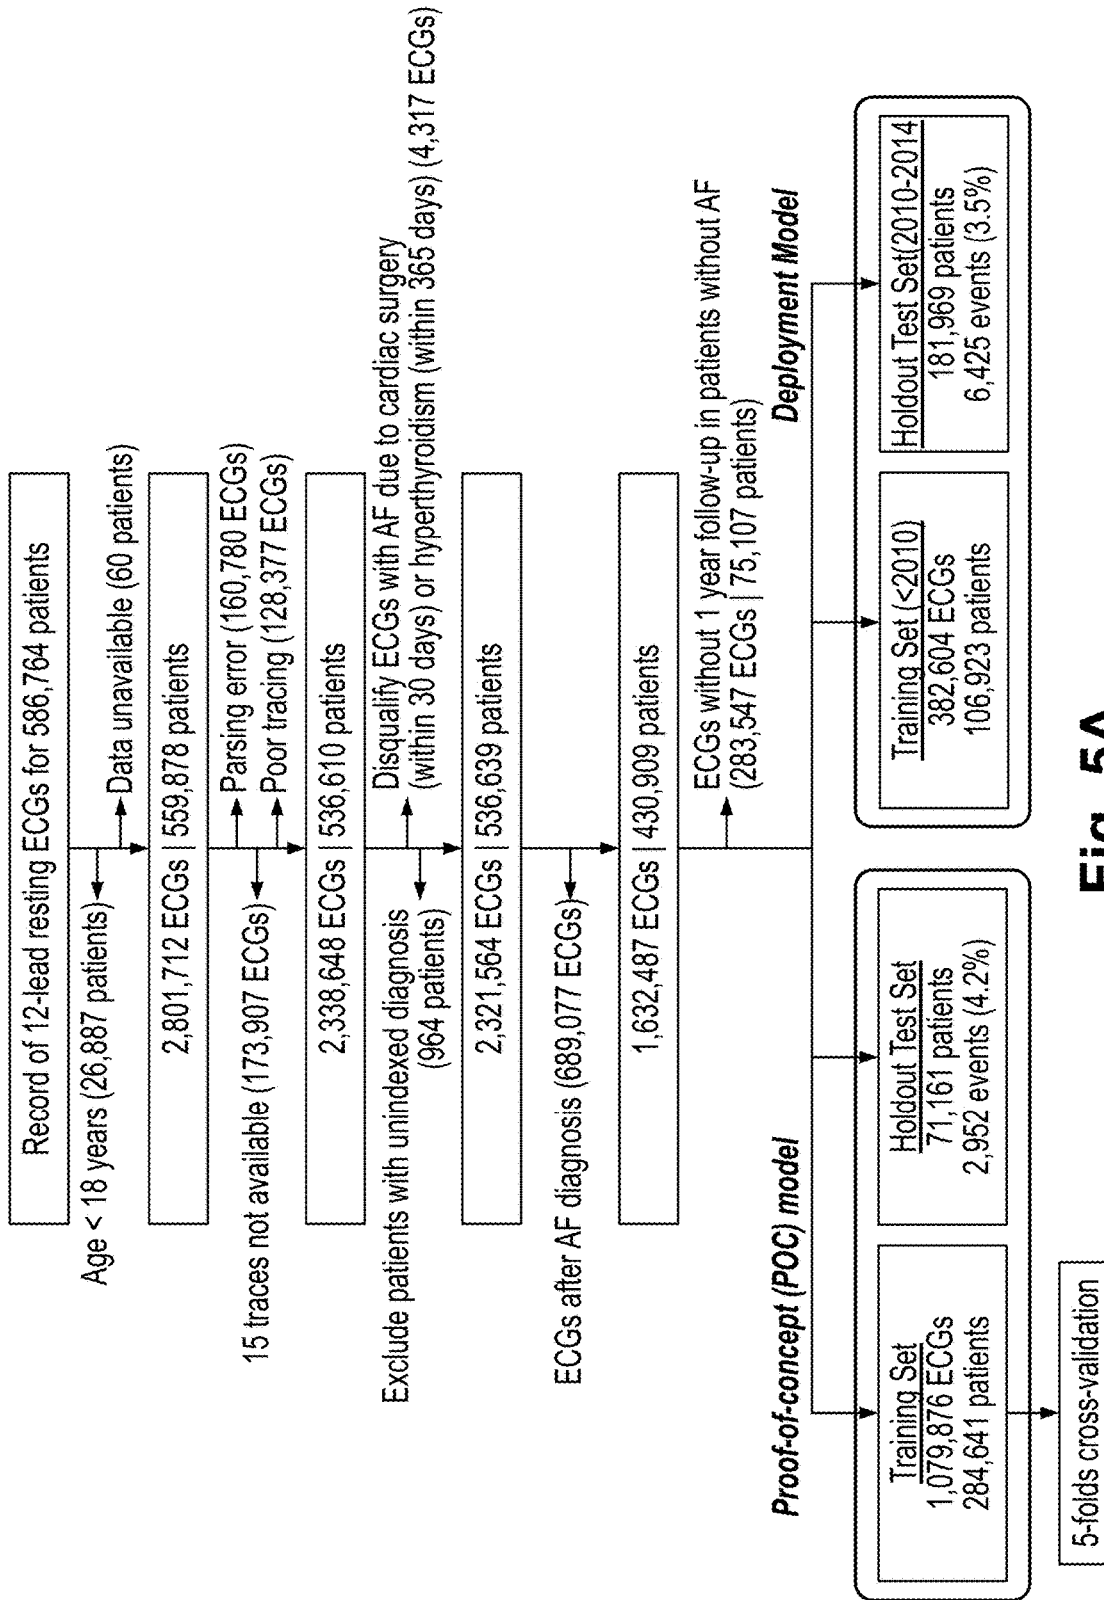 Record of 12-lead resting ECGs for 586,764 patients
Age < 18 years (26,887 patients)
Data unavailable (60 patients)
2,801,712 ECGs | 559,878 patients
15 traces not available (173,907 ECGs)
Parsing error (160,780 ECGs)
Poor tracing (128,377 ECGs)
2,338,648 ECGs | 536,610 patients
Exclude patients with unindexed diagnosis
(964 patients)
Disqualify ECGs with AF due to cardiac surgery
(within 30 days) or hyperthyroidism (within 365 days) (4,317 ECGs)
2,321,564 ECGs | 536,639 patients
ECGs after AF diagnosis (689,077 ECGs)
1,632,487 ECGs | 430,909 patients
ECGs without 1 year follow-up in patients without AF
(283,547 ECGs | 75,107 patients)
Proof-of-concept (POC) model
Training Set
1,079,876 ECGs
284,641 patients
Holdout Test Set
71,161 patients
2,952 events (4.2%)
5-folds cross-validation
Deployment Model
Training Set (<2010)
382,604 ECGs
106,923 patients
Holdout Test Set(2010-2014
181,969 patients
6,425 events (3.5%)
Fig. 5A